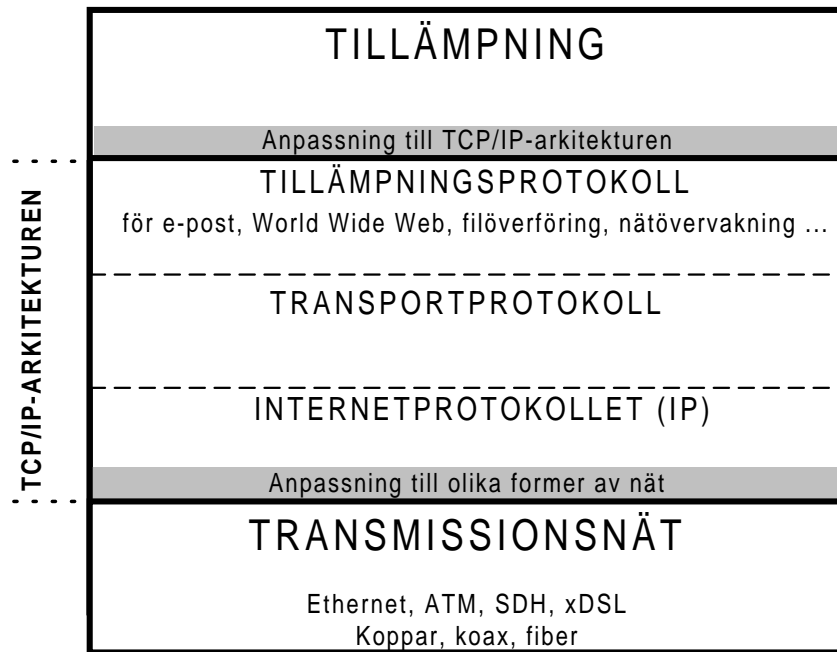 TILLÄMPNING
Anpassning till TCP/IP-arkitekturen
TCP/IP-ARKITEKTUREN
TILLÄMPNINGSPROTOKOLL
för e-post, World Wide Web, filöverföring, nätövervakning ...
TRANSPORTPROTOKOLL
INTERNETPROTOKOLLET (IP)
Anpassning till olika former av nät
TRANSMISSIONSNÄT
Ethernet, ATM, SDH, xDSL
Koppar, koax, fiber